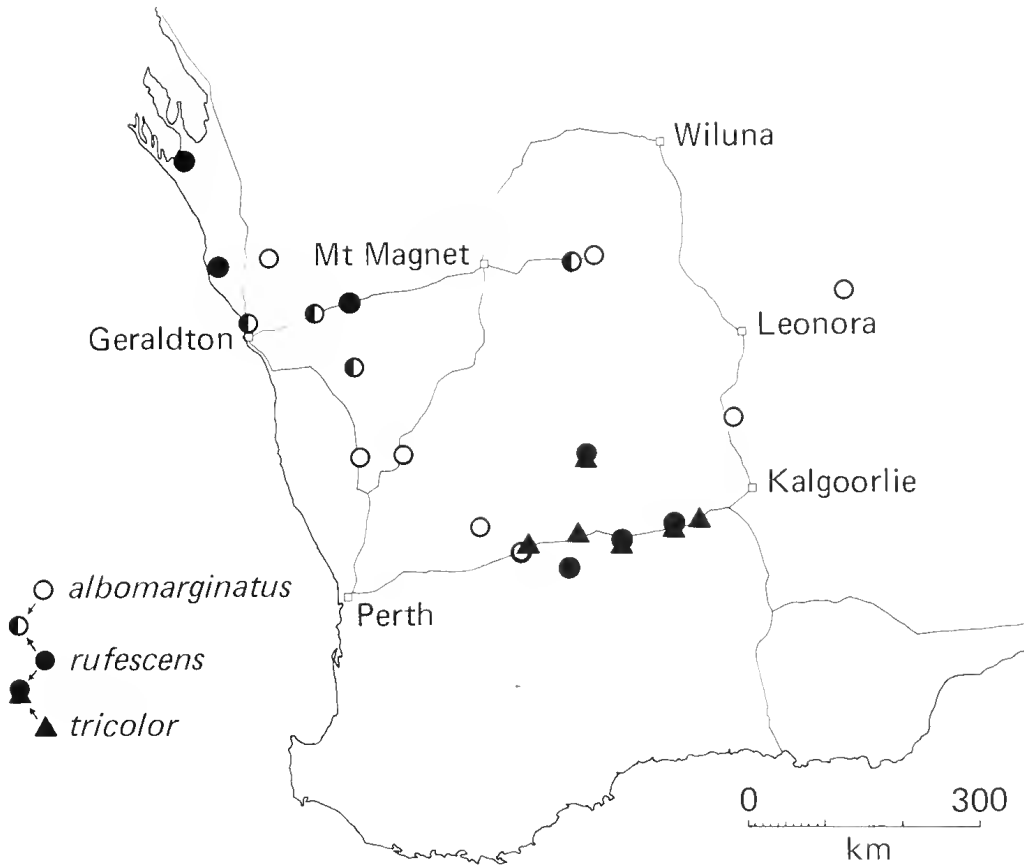 Wiluna
Mt Magnet
Leonora
Geraldton
Kalgoorlie
albomarginatus
Perth
rufescens
tricolor
0 300
km